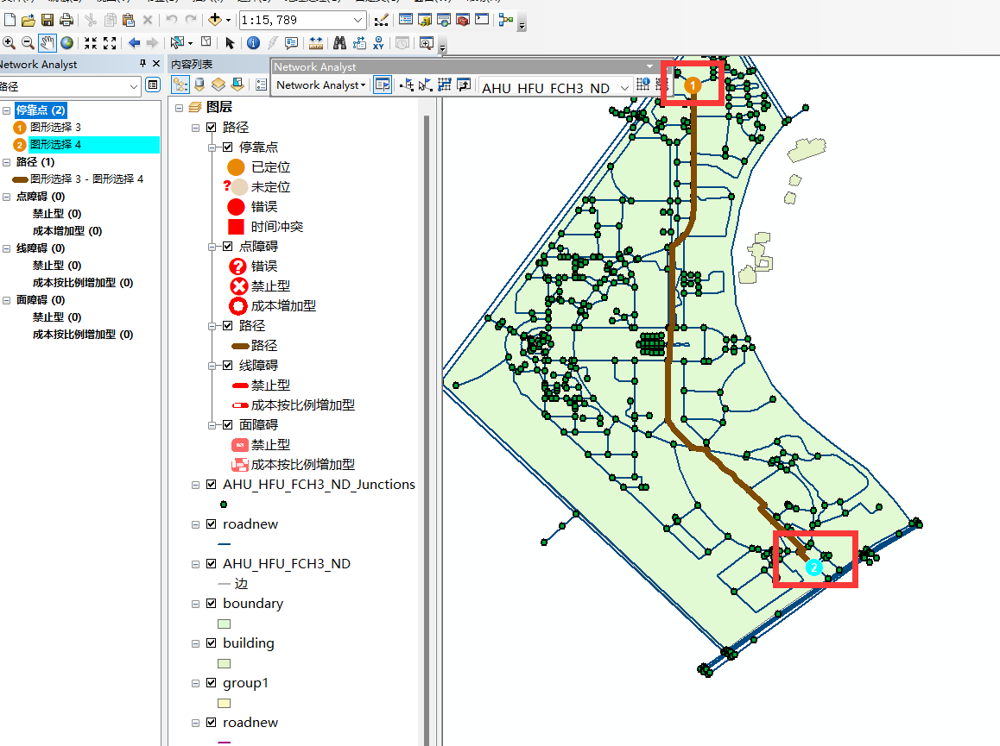 1:15,789
Network Analyst
路径
停靠点 (2)
1 图形选择 3
2 图形选择 4
路径 (1)
图形选择 3 - 图形选择 4
点障碍 (0)
禁止型 (0)
成本增加型 (0)
线障碍 (0)
禁止型 (0)
成本按比例增加型 (0)
面障碍 (0)
禁止型 (0)
成本按比例增加型 (0)
内容列表
图层
路径
停靠点
已定位
? 未定位
错误
时间冲突
点障碍
? 错误
禁止型
成本增加型
路径
路径
线障碍
禁止型
成本按比例增加型
面障碍
禁止型
成本按比例增加型
AHU_HFU_FCH3_ND_Junctions
roadnew
AHU_HFU_FCH3_ND
边
boundary
building
group1
roadnew
Network Analyst
Network Analyst
AHU_HFU_FCH3_ND
1
2